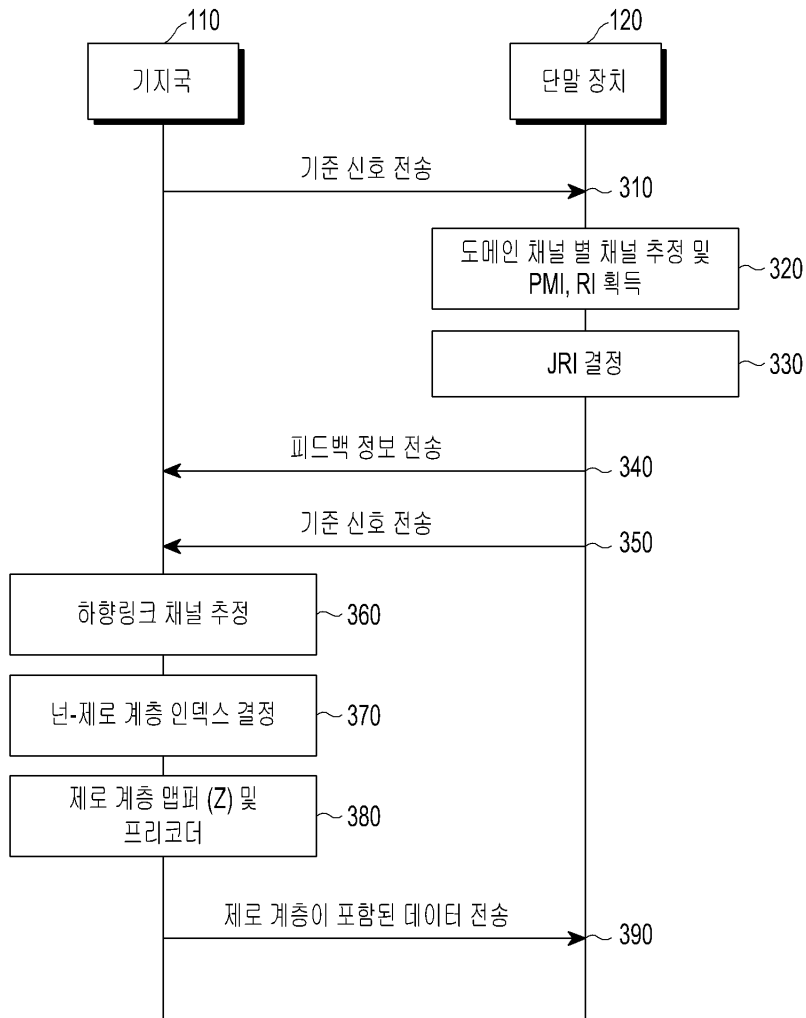 110
120
기지국
단말 장치
기준 신호 전송
310
도메인 채널 별 채널 추정 및
PMI, RI 획득
320
JRI 결정
330
피드백 정보 전송
340
기준 신호 전송
350
하향링크 채널 추정
360
넌-제로 계층 인덱스 결정
370
제로 계층 맵퍼 (Z) 및
프리코더
380
제로 계층이 포함된 데이터 전송
390